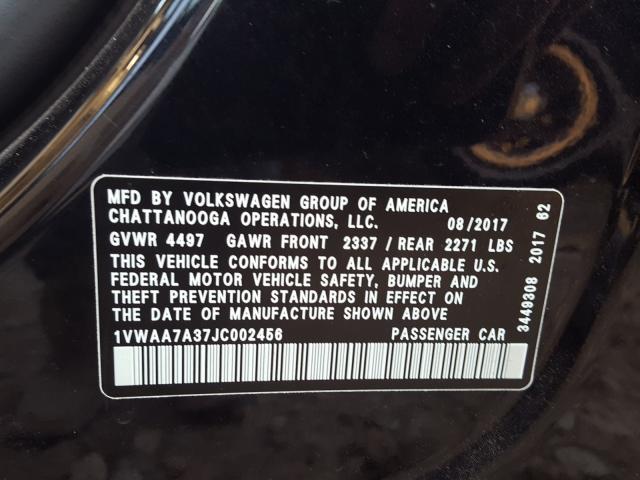 MFD BY VOLKSWAGEN GROUP OF AMERICA
CHATTANOOGA OPERATIONS, LLC. 08/2017
GVWR 4497 GAWR FRONT 2337/REAR 2271 LBS
THIS VEHICLE CONFORMS TO ALL APPLICABLE U.S.
FEDERAL MOTOR VEHICLE SAFETY, BUMPER AND
THEFT PREVENTION STANDARDS IN EFFECT ON
THE DATE OF MANUFACTURE SHOWN ABOVE
1VWAA7A37JC002456 PASSENGER CAR
3449308 2017 62